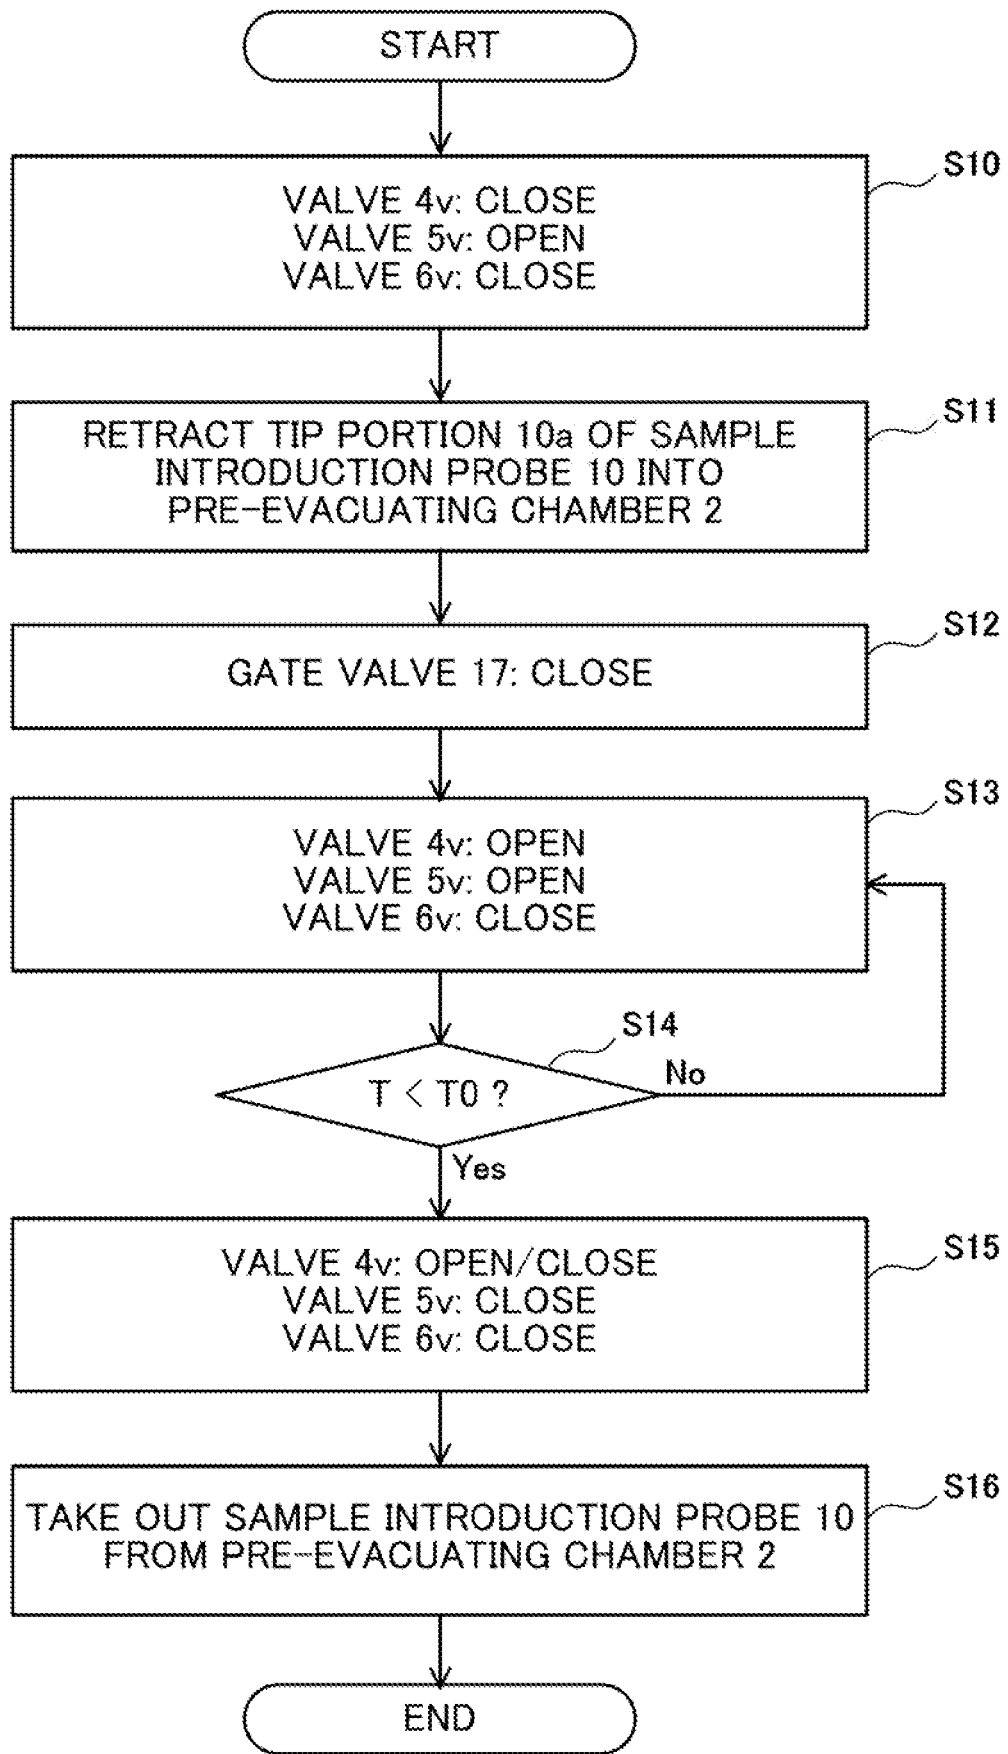 START
S10
VALVE 4v: CLOSE
VALVE 5v: OPEN
VALVE 6v: CLOSE
S11
RETRACT TIP PORTION 10a OF SAMPLE
INTRODUCTION PROBE 10 INTO
PRE-EVACUATING CHAMBER 2
S12
GATE VALVE 17: CLOSE
S13
VALVE 4v: OPEN
VALVE 5v: OPEN
VALVE 6v: CLOSE
S14
T < T0 ?
No
Yes
S15
VALVE 4v: OPEN/CLOSE
VALVE 5v: CLOSE
VALVE 6v: CLOSE
S16
TAKE OUT SAMPLE INTRODUCTION PROBE 10
FROM PRE-EVACUATING CHAMBER 2
END